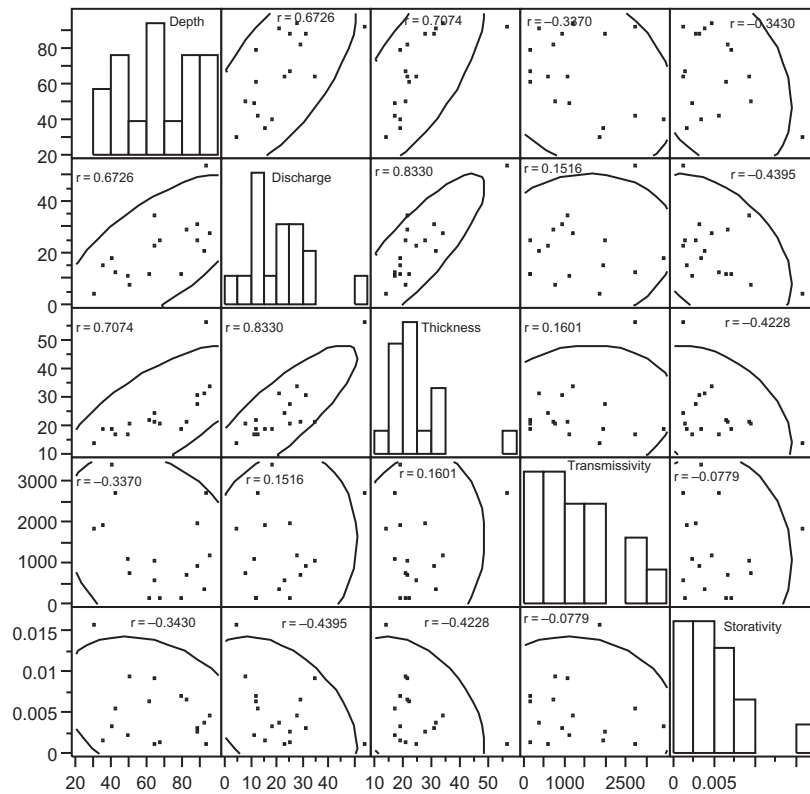 Depth
r = 0.6726
r = 0.7074
r = –0.3370
r = –0.3430
80
60
40
20
r = 0.6726
Discharge
r = 0.8330
r = 0.1516
r = –0.4395
40
20
0
r = 0.7074
r = 0.8330
Thickness
r = 0.1601
r = –0.4228
50
40
30
20
10
r = –0.3370
r = 0.1516
r = 0.1601
Transmissivity
r = –0.0779
3000
2000
1000
0
r = –0.3430
r = –0.4395
r = –0.4228
r = –0.0779
Storativity
0.015
0.01
0.005
0
20 40 60 80 0 10 20 30 40 10 20 30 40 50 0 1000 2500 0 0.005